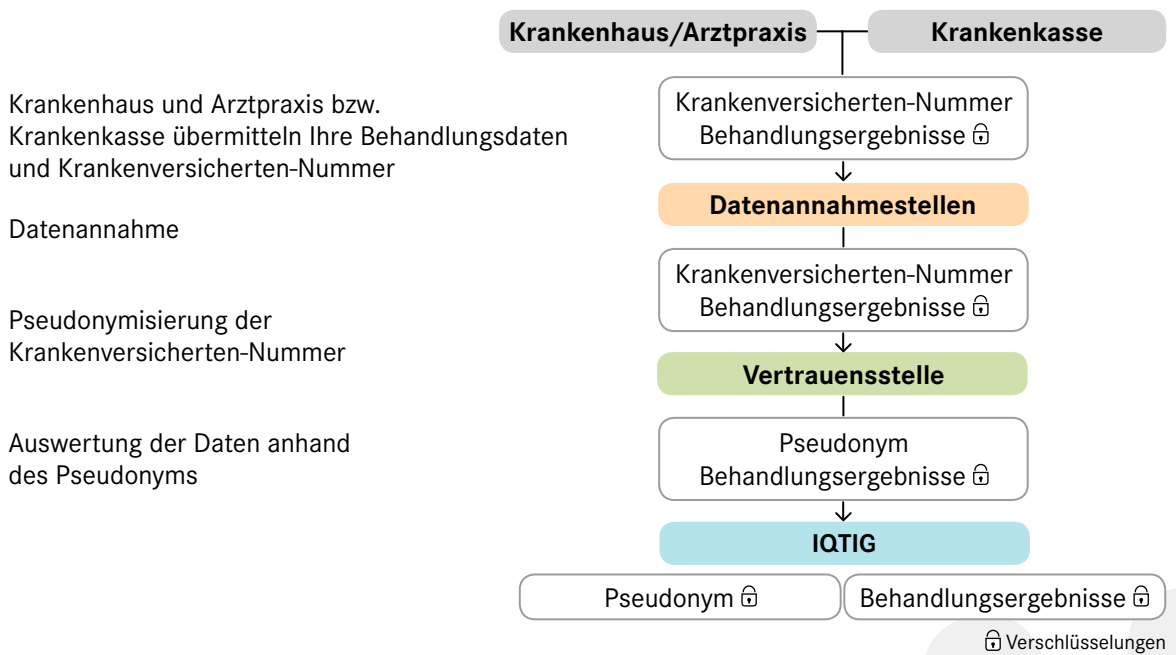 Krankenhaus/Arztpraxis
Krankenkasse
Krankenhaus und Arztpraxis bzw.
Krankenkasse übermitteln Ihre Behandlungsdaten
und Krankenversicherten-Nummer
Krankenversicherten-Nummer
Behandlungsergebnisse
Datenannahmestellen
Datenannahme
Krankenversicherten-Nummer
Behandlungsergebnisse
Pseudonymisierung der
Krankenversicherten-Nummer
Vertrauensstelle
Auswertung der Daten anhand
des Pseudonyms
Pseudonym
Behandlungsergebnisse
IQTIG
Pseudonym
Behandlungsergebnisse
Verschlüsselungen